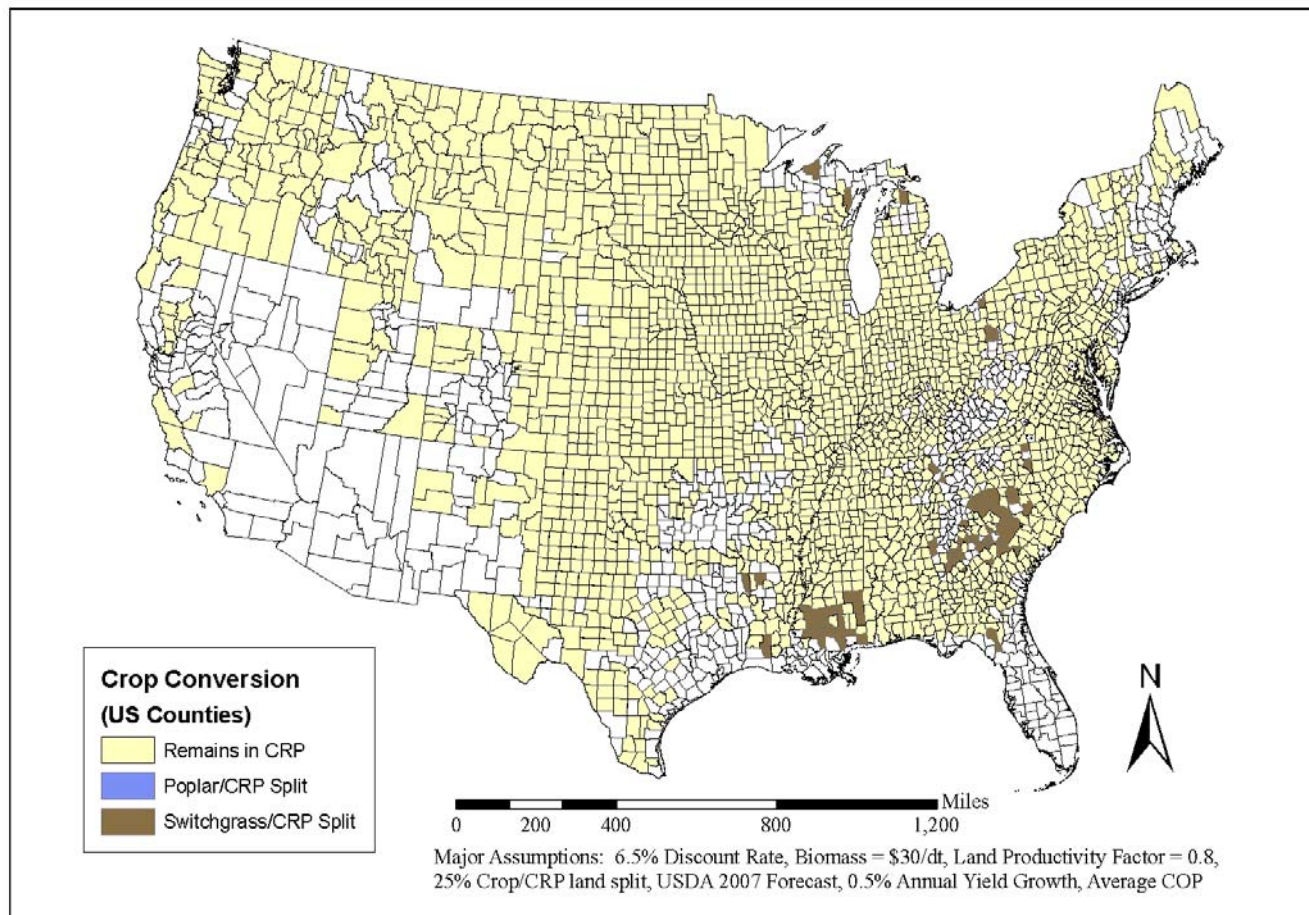 Crop Conversion
(US Counties)
Remains in CRP
Poplar/CRP Split
Switchgrass/CRP Split
N
Miles
0 200 400 800 1,200
Major Assumptions: 6.5% Discount Rate, Biomass = $30/dt, Land Productivity Factor = 0.8,
25% Crop/CRP land split, USDA 2007 Forecast, 0.5% Annual Yield Growth, Average COP